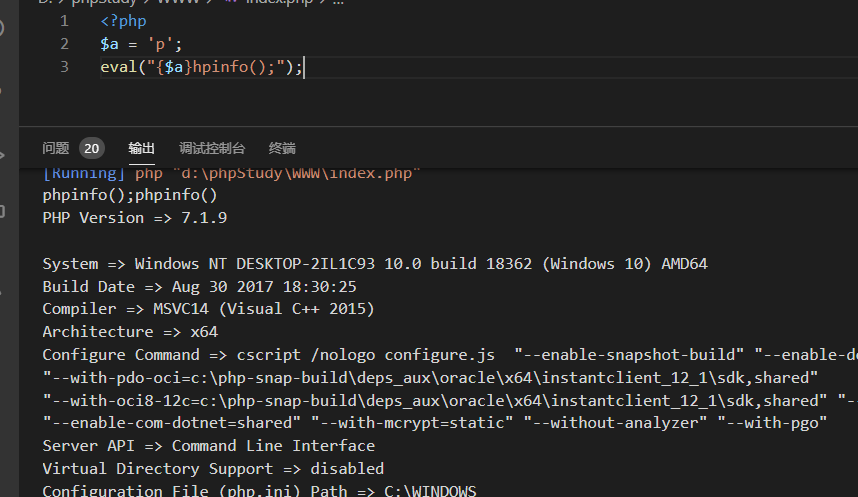 D: > phpStudy > WWW > index.php > ...
1 <?php
2 $a = 'p';
3 eval("{$a}hpinfo();");
问题 20 输出 调试控制台 终端
[Running] php "d:\phpStudy\WWW\index.php"
phpinfo();phpinfo()
PHP Version => 7.1.9
System => Windows NT DESKTOP-2IL1C93 10.0 build 18362 (Windows 10) AMD64
Build Date => Aug 30 2017 18:30:25
Compiler => MSVC14 (Visual C++ 2015)
Architecture => x64
Configure Command => cscript /nologo configure.js  "--enable-snapshot-build" "--enable-de
"--with-pdo-oci=c:\php-snap-build\deps_aux\oracle\x64\instantclient_12_1\sdk,shared"
"--with-oci8-12c=c:\php-snap-build\deps_aux\oracle\x64\instantclient_12_1\sdk,shared" "--
"--enable-com-dotnet=shared" "--with-mcrypt=static" "--without-analyzer" "--with-pgo"
Server API => Command Line Interface
Virtual Directory Support => disabled
Configuration File (php.ini) Path => C:\WINDOWS